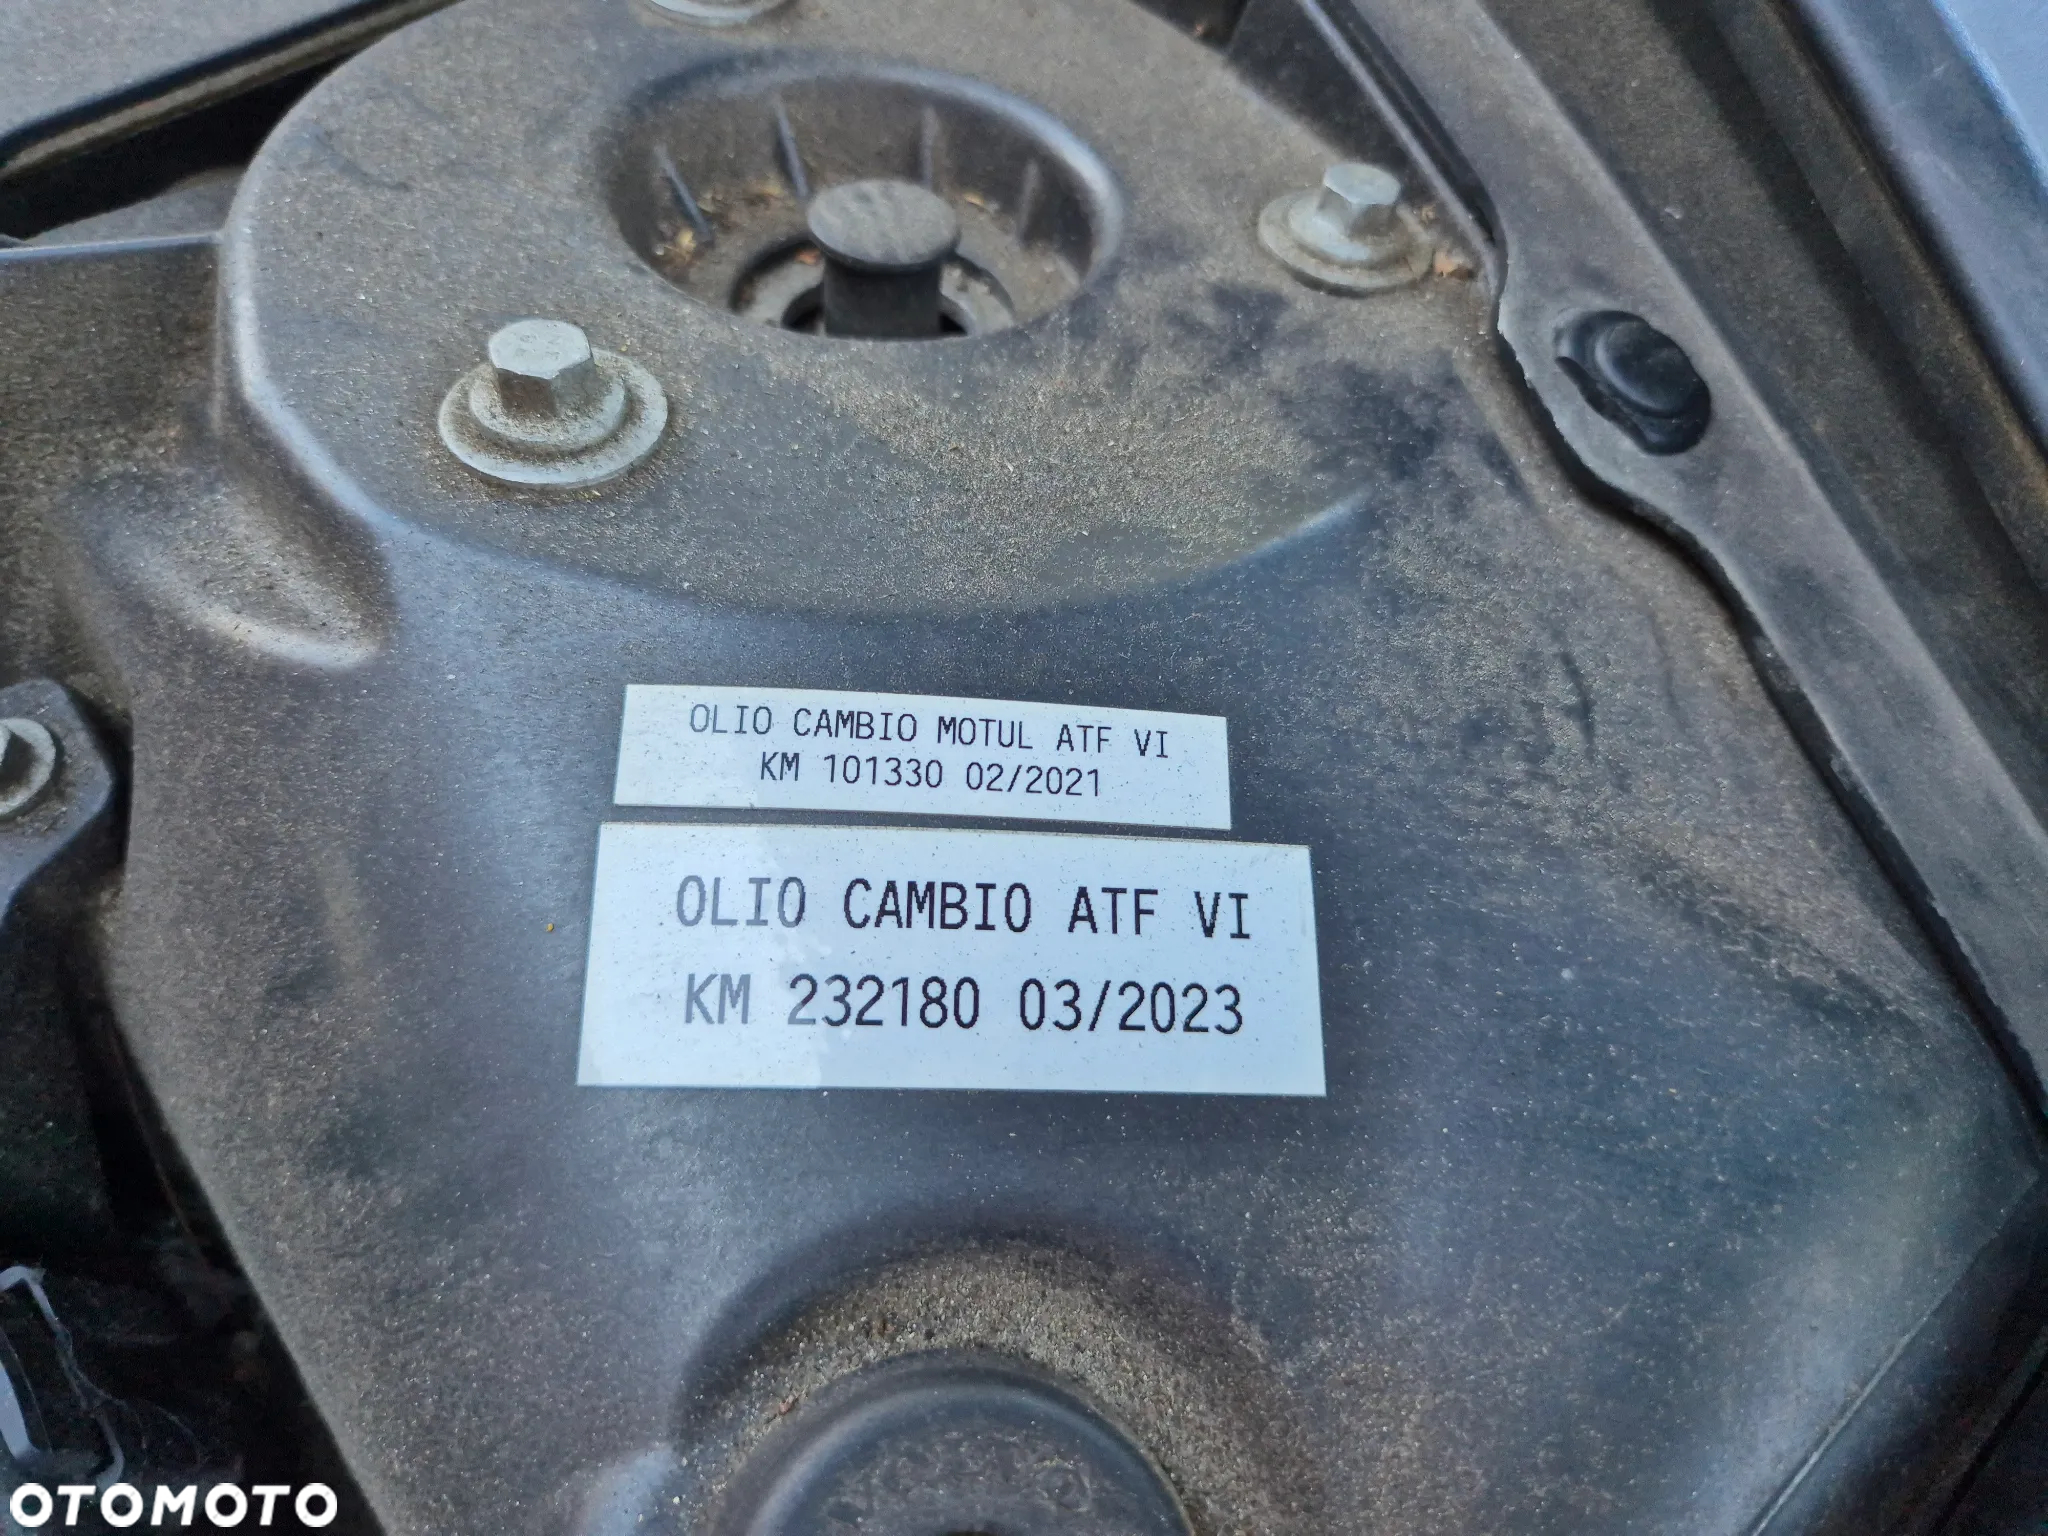 OLIO CAMBIO MOTUL ATF VI
KM 101330 02/2021
OLIO CAMBIO ATF VI
KM 232180 03/2023
OTOMOTO